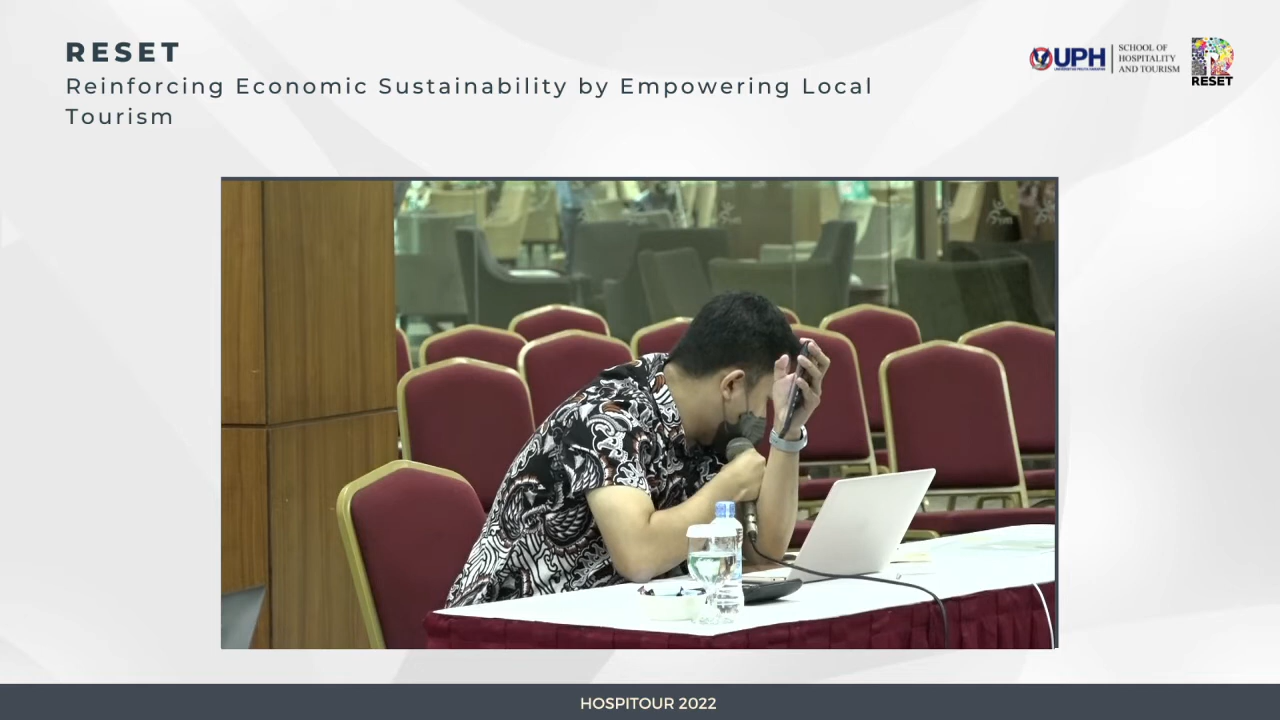 RESET
Reinforcing Economic Sustainability by Empowering Local
Tourism
UPH
SCHOOL OF
HOSPITALITY
AND TOURISM
RESET
HOSPITOUR 2022